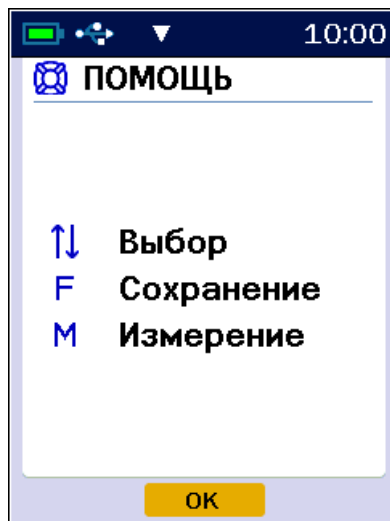 10:00
ПОМОЩЬ
↑↓ Выбор
F Сохранение
M Измерение
OK